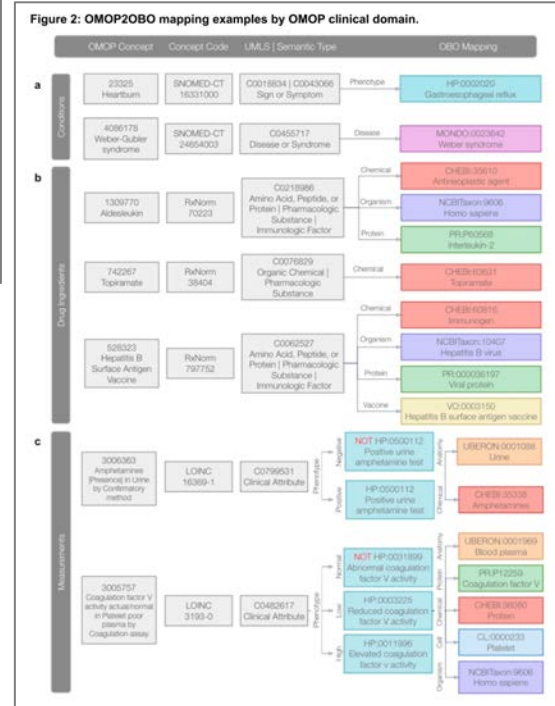 Figure 2: OMOP2OBO mapping examples by OMOP clinical domain.
OMOP Concept
Concept Code
UMLS | Semantic Type
OBO Mapping
a
Conditions
23325
Heartburn
SNOMED-CT
16331000
C0018834 | C0043066
Sign or Symptom
Phenotype
HP:0002020
Gastroesophageal reflux
4086178
Weber-Gubler
syndrome
SNOMED-CT
24654003
C0455717
Disease or Syndrome
Disease
MONDO:0023642
Weber syndrome
b
Drug Ingredients
1309770
Aldesleukin
RxNorm
70223
C0218986
Amino Acid, Peptide, or
Protein | Pharmacologic
Substance |
Immunologic Factor
Chemical
CHEBI:35610
Antineoplastic agent
Organism
NCBITaxon:9606
Homo sapiens
Protein
PR:P60568
Interleukin-2
742267
Topiramate
RxNorm
38404
C0076829
Organic Chemical |
Pharmacologic
Substance
Chemical
CHEBI:63631
Topiramate
528323
Hepatitis B
Surface Antigen
Vaccine
RxNorm
797752
C0062527
Amino Acid, Peptide, or
Protein | Pharmacologic
Substance |
Immunologic Factor
Chemical
CHEBI:60816
Immunogen
Organism
NCBITaxon:10407
Hepatitis B virus
Protein
PR:000036197
Viral protein
Vaccine
VO:0003150
Hepatitis B surface antigen vaccine
c
Measurements
3006363
Amphetamines
[Presence] in Urine
by Confirmatory
method
LOINC
16369-1
C0799531
Clinical Attribute
Phenotype
Negative
NOT HP:0500112
Positive urine
amphetamine test
Positive
HP:0500112
Positive urine
amphetamine test
Anatomy
UBERON:0001088
Urine
Chemical
CHEBI:35338
Amphetamines
3005757
Coagulation factor V
activity actual/normal
in Platelet poor
plasma by
Coagulation assay
LOINC
3193-0
C0482617
Clinical Attribute
Phenotype
Normal
NOT HP:0031899
Abnormal coagulation
factor V activity
Low
HP:0003225
Reduced coagulation
factor V activity
High
HP:0011996
Elevated coagulation
factor v activity
Anatomy
UBERON:0001969
Blood plasma
Protein
PR:P12259
Coagulation factor V
Chemical
CHEBI:36080
Protein
Cell
CL:0000233
Platelet
Organism
NCBITaxon:9606
Homo sapiens